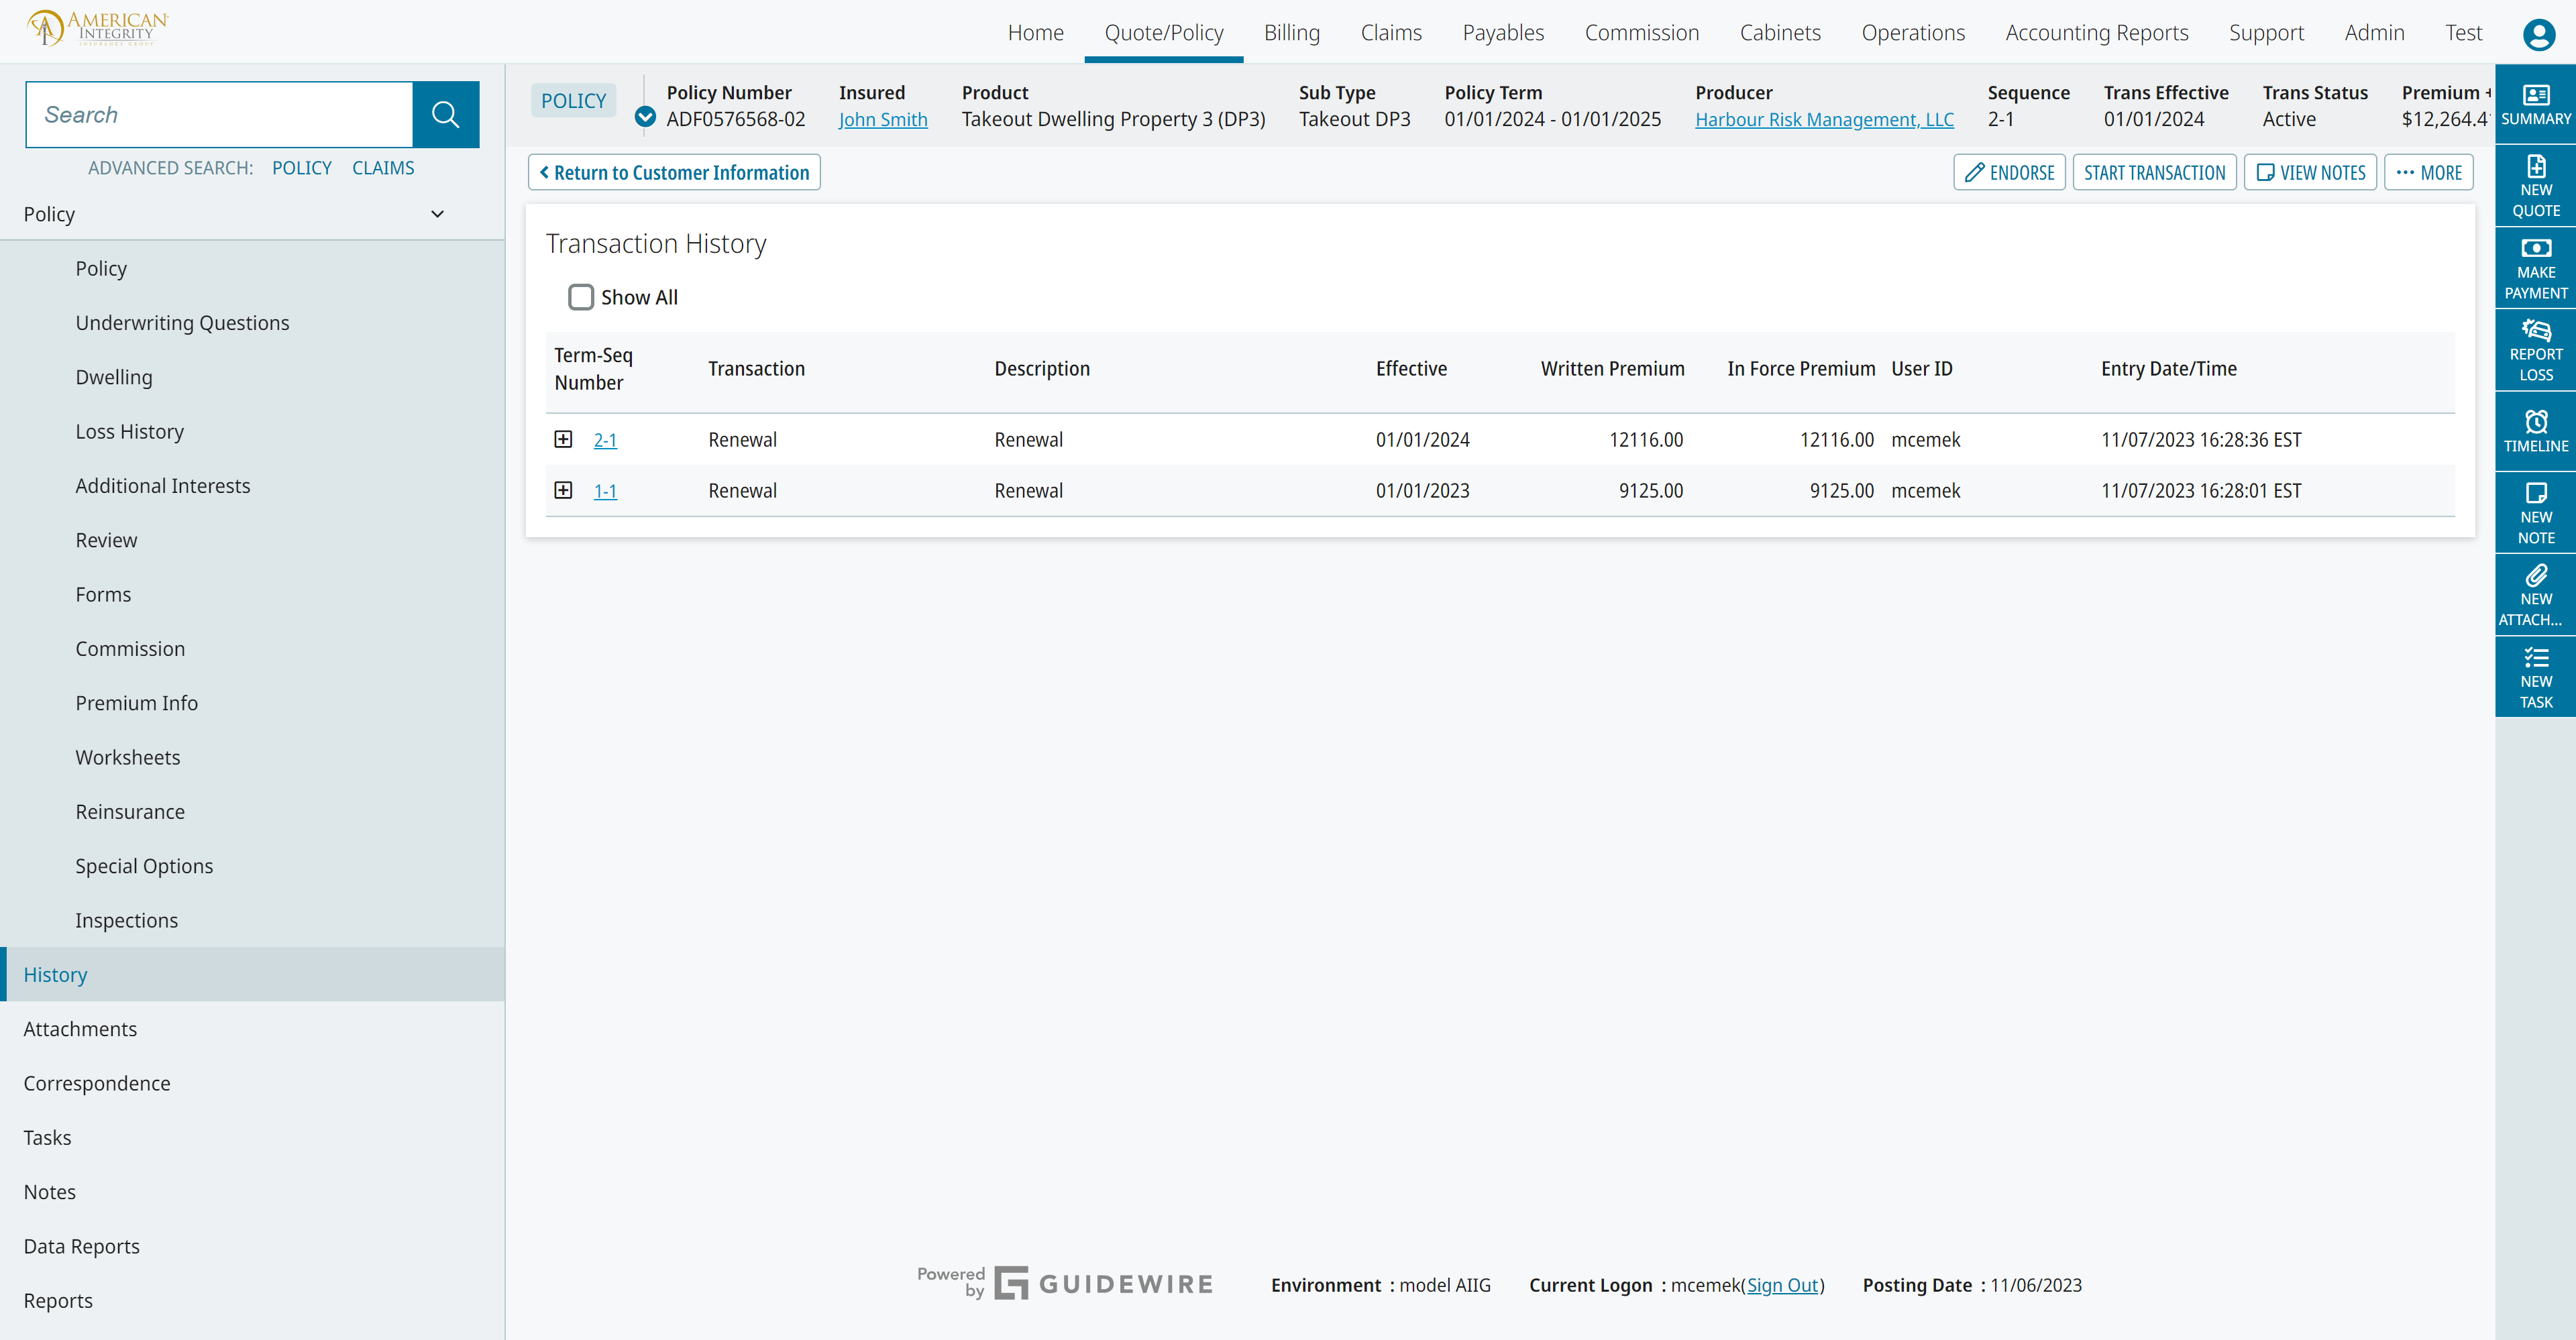 AMERICAN
INTEGRITY
INSURANCE GROUP
Home Quote/Policy Billing Claims Payables Commission Cabinets Operations Accounting Reports Support Admin Test
Search
ADVANCED SEARCH: POLICY CLAIMS
Policy
Policy
Underwriting Questions
Dwelling
Loss History
Additional Interests
Review
Forms
Commission
Premium Info
Worksheets
Reinsurance
Special Options
Inspections
History
Attachments
Correspondence
Tasks
Notes
Data Reports
Reports
POLICY
Policy Number Insured Product Sub Type Policy Term Producer Sequence Trans Effective Trans Status Premium +
ADF0576568-02 John Smith Takeout Dwelling Property 3 (DP3) Takeout DP3 01/01/2024 - 01/01/2025 Harbour Risk Management, LLC 2-1 01/01/2024 Active $12,264.4
Return to Customer Information ENDORSE START TRANSACTION VIEW NOTES MORE
Transaction History
Show All
Term-Seq
Number Transaction Description Effective Written Premium In Force Premium User ID Entry Date/Time
2-1 Renewal Renewal 01/01/2024 12116.00 12116.00 mcemek 11/07/2023 16:28:36 EST
1-1 Renewal Renewal 01/01/2023 9125.00 9125.00 mcemek 11/07/2023 16:28:01 EST
SUMMARY
NEW
QUOTE
MAKE
PAYMENT
REPORT
LOSS
TIMELINE
NEW
NOTE
NEW
ATTACH...
NEW
TASK
Powered
by GUIDEWIRE Environment : model AIIG Current Logon : mcemek(Sign Out) Posting Date : 11/06/2023